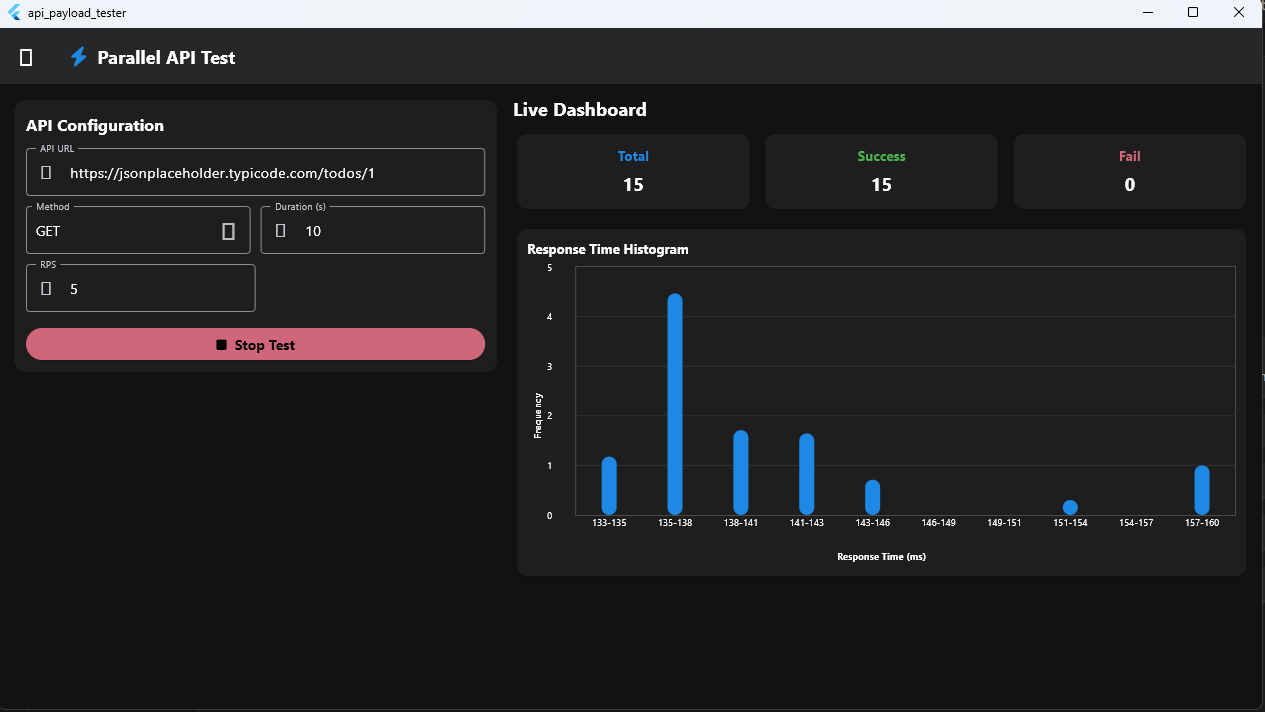 api_payload_tester
Parallel API Test
API Configuration
API URL
https://jsonplaceholder.typicode.com/todos/1
Method
GET
Duration (s)
10
RPS
5
Stop Test
Live Dashboard
Total
15
Success
15
Fail
0
Response Time Histogram
5
4
3
2
1
0
Frequency
133-135 135-138 138-141 141-143 143-146 146-149 149-151 151-154 154-157 157-160
Response Time (ms)